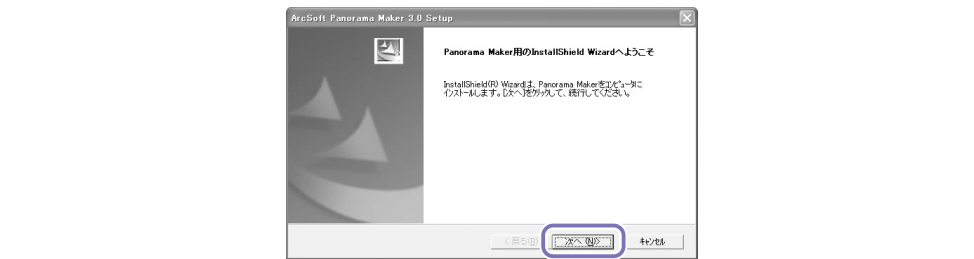 ArcSoft Panorama Maker 3.0 Setup
Panorama Maker用のInstallShield Wizardへようこそ
InstallShield(R) Wizardは、Panorama Makerをｺﾝﾋﾟｭｰﾀに
ｲﾝｽﾄｰﾙします。[次へ]をｸﾘｯｸして、続行してください。
< 戻る(B) 次へ(N)> ｷｬﾝｾﾙ